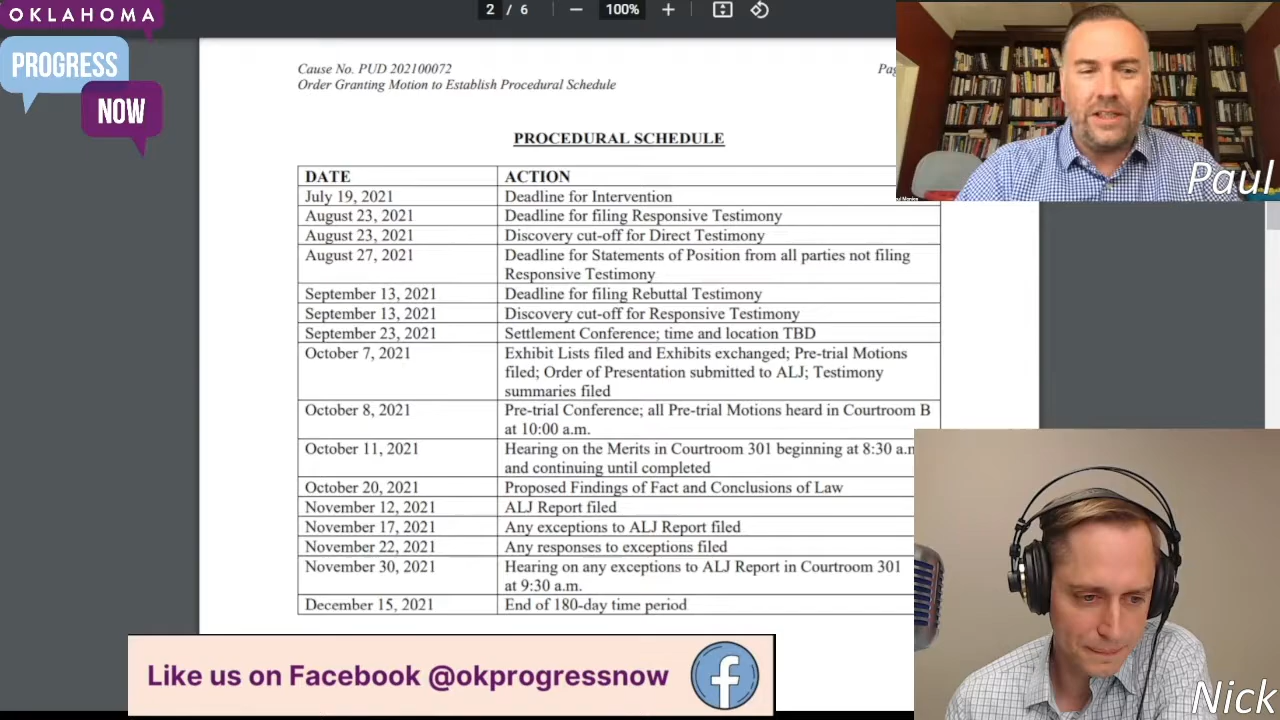 OKLAHOMA
PROGRESS
NOW
2 / 6
100%
Cause No. PUD 202100072
Order Granting Motion to Establish Procedural Schedule
PROCEDURAL SCHEDULE
DATE ACTION
July 19, 2021 Deadline for Intervention
August 23, 2021 Deadline for filing Responsive Testimony
August 23, 2021 Discovery cut-off for Direct Testimony
August 27, 2021 Deadline for Statements of Position from all parties not filing
Responsive Testimony
September 13, 2021 Deadline for filing Rebuttal Testimony
September 13, 2021 Discovery cut-off for Responsive Testimony
September 23, 2021 Settlement Conference; time and location TBD
October 7, 2021 Exhibit Lists filed and Exhibits exchanged; Pre-trial Motions
filed; Order of Presentation submitted to ALJ; Testimony
summaries filed
October 8, 2021 Pre-trial Conference; all Pre-trial Motions heard in Courtroom B
at 10:00 a.m.
October 11, 2021 Hearing on the Merits in Courtroom 301 beginning at 8:30
and continuing until completed
October 20, 2021 Proposed Findings of Fact and Conclusions of Law
November 12, 2021 ALJ Report filed
November 17, 2021 Any exceptions to ALJ Report filed
November 22, 2021 Any responses to exceptions filed
November 30, 2021 Hearing on any exceptions to ALJ Report in Courtroom 301
at 9:30 a.m.
December 15, 2021 End of 180-day time period
Like us on Facebook @okprogressnow
Paul
Nick